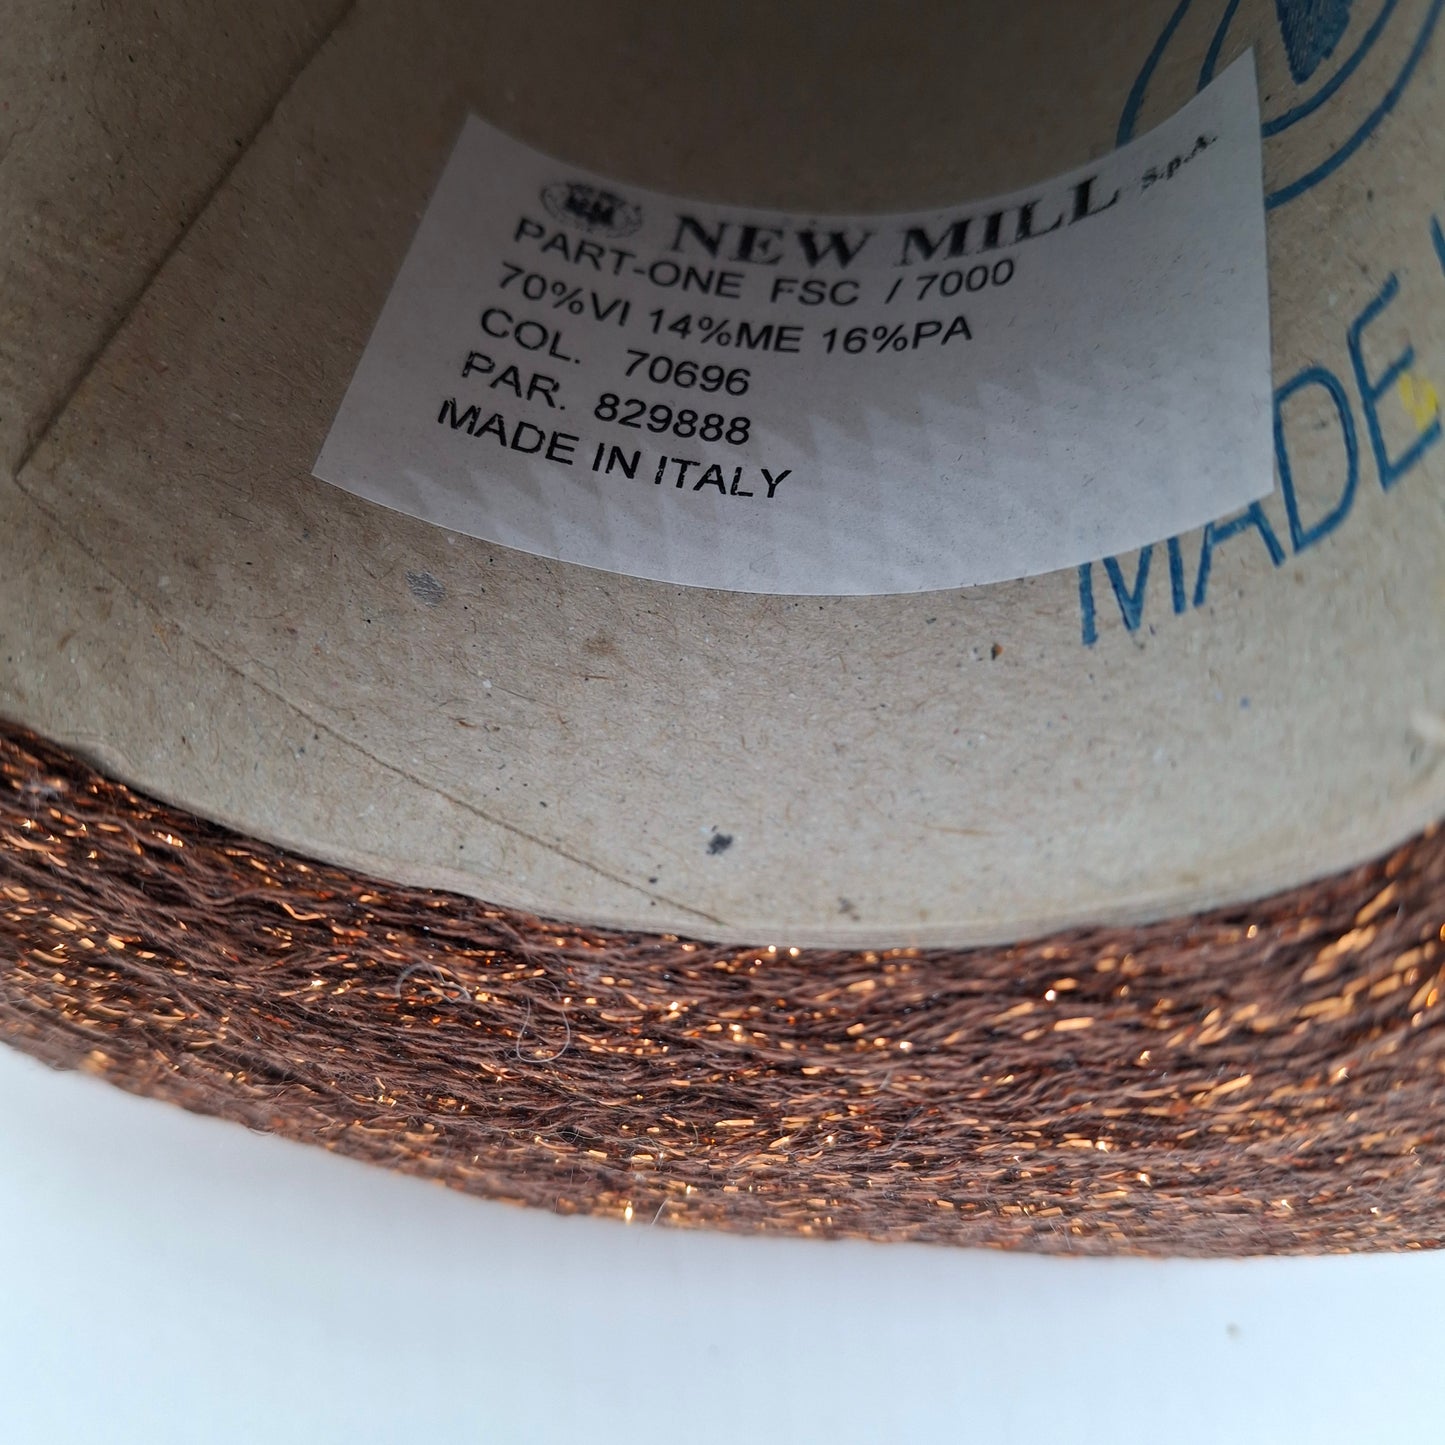 NEW MILL S.p.A.
PART-ONE FSC / 7000
70%VI 14%ME 16%PA
COL. 70696
PAR. 829888
MADE IN ITALY
MADE